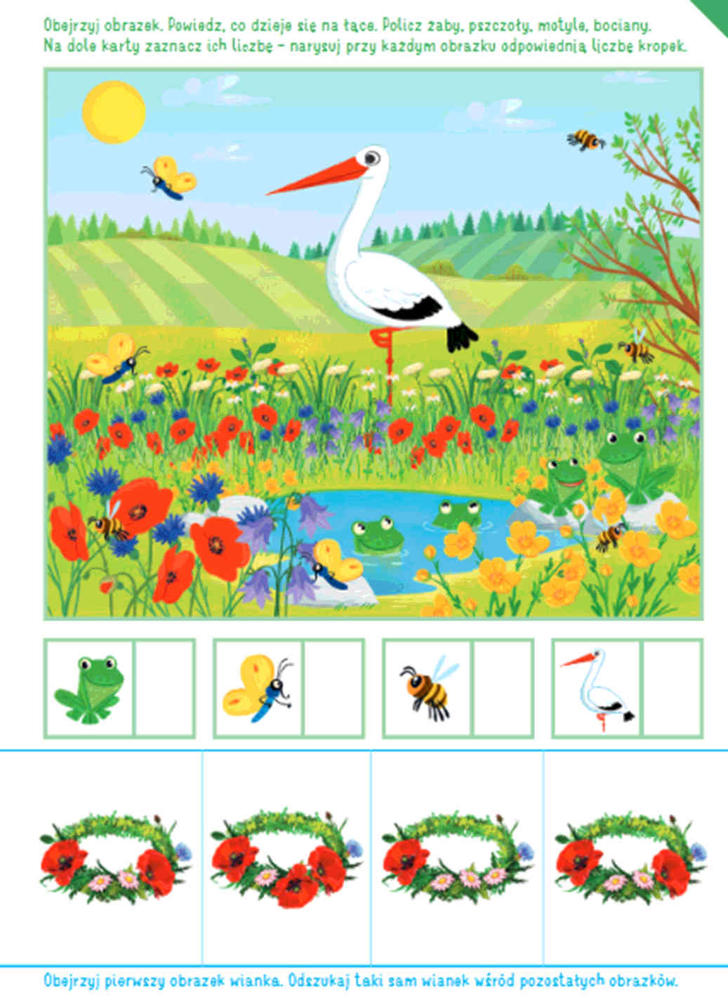 Obejrzyj obrazek. Powiedz, co dzieje się na łące. Policz żaby, pszczoły, motyle, bociany.
Na dole karty zaznacz ich liczbę – narysuj przy każdym obrazku odpowiednią liczbę kropek.
Obejrzyj pierwszy obrazek wianka. Odszukaj taki sam wianek wśród pozostałych obrazków.